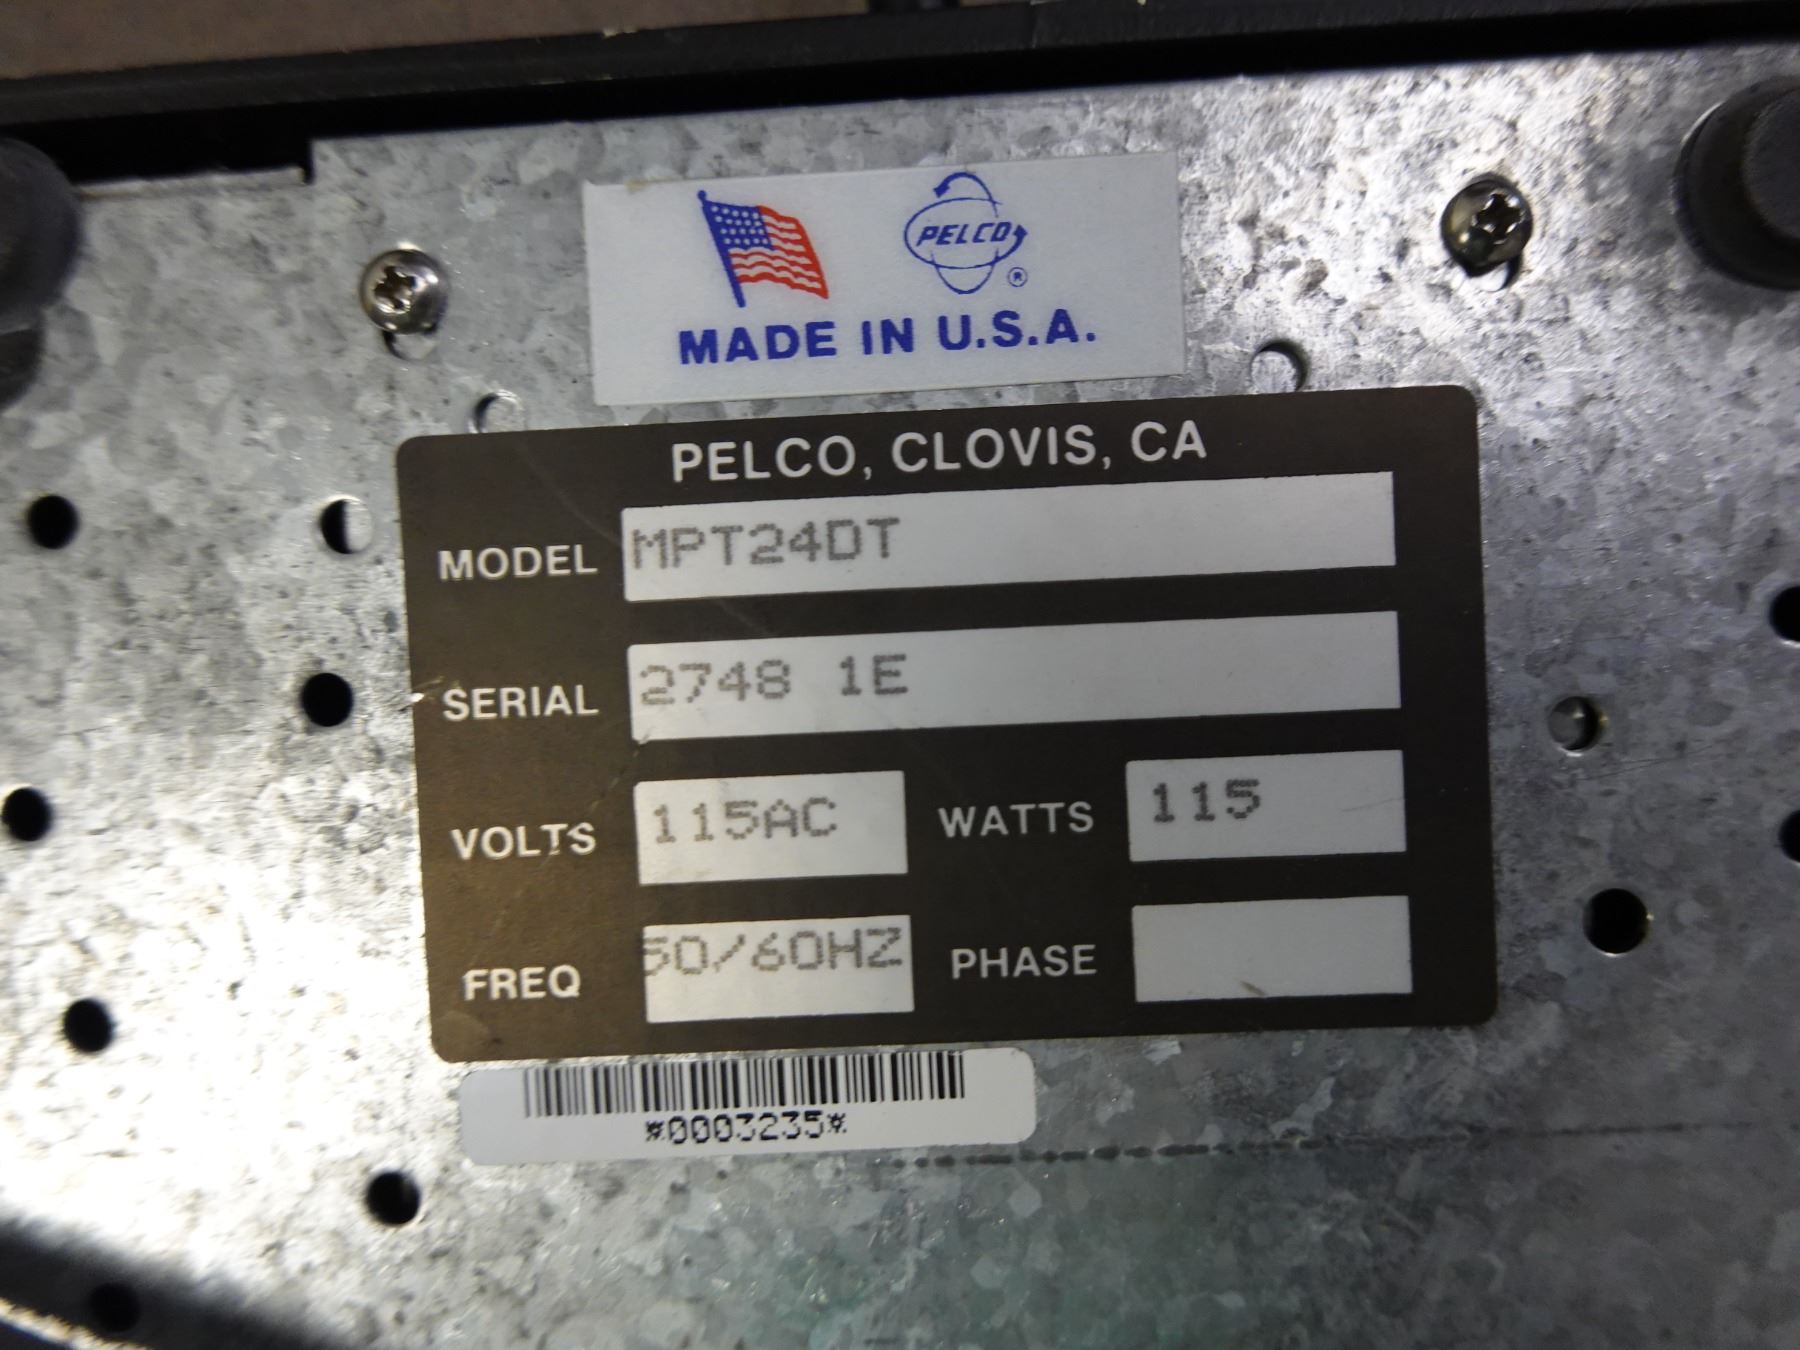 PELCO®
MADE IN U.S.A.
PELCO, CLOVIS, CA
MODEL MPT24DT
SERIAL 2748 1E
VOLTS 115AC WATTS 115
FREQ 50/60HZ PHASE
*0003235*